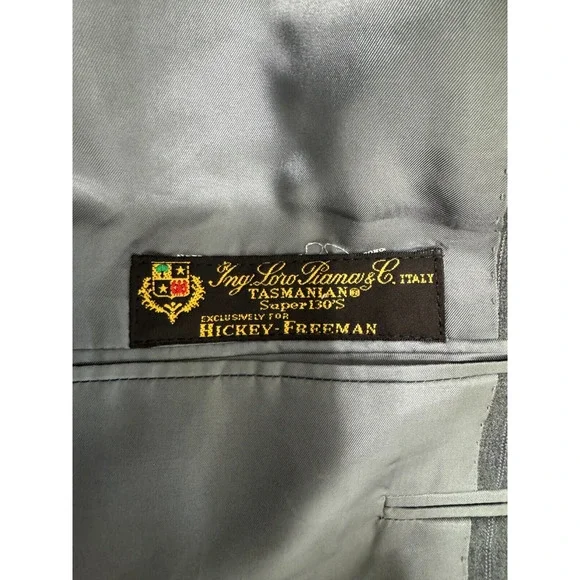 Ing. Loro Piana & C. ITALY
TASMANIAN®
Super130'S
EXCLUSIVELY FOR
HICKEY-FREEMAN